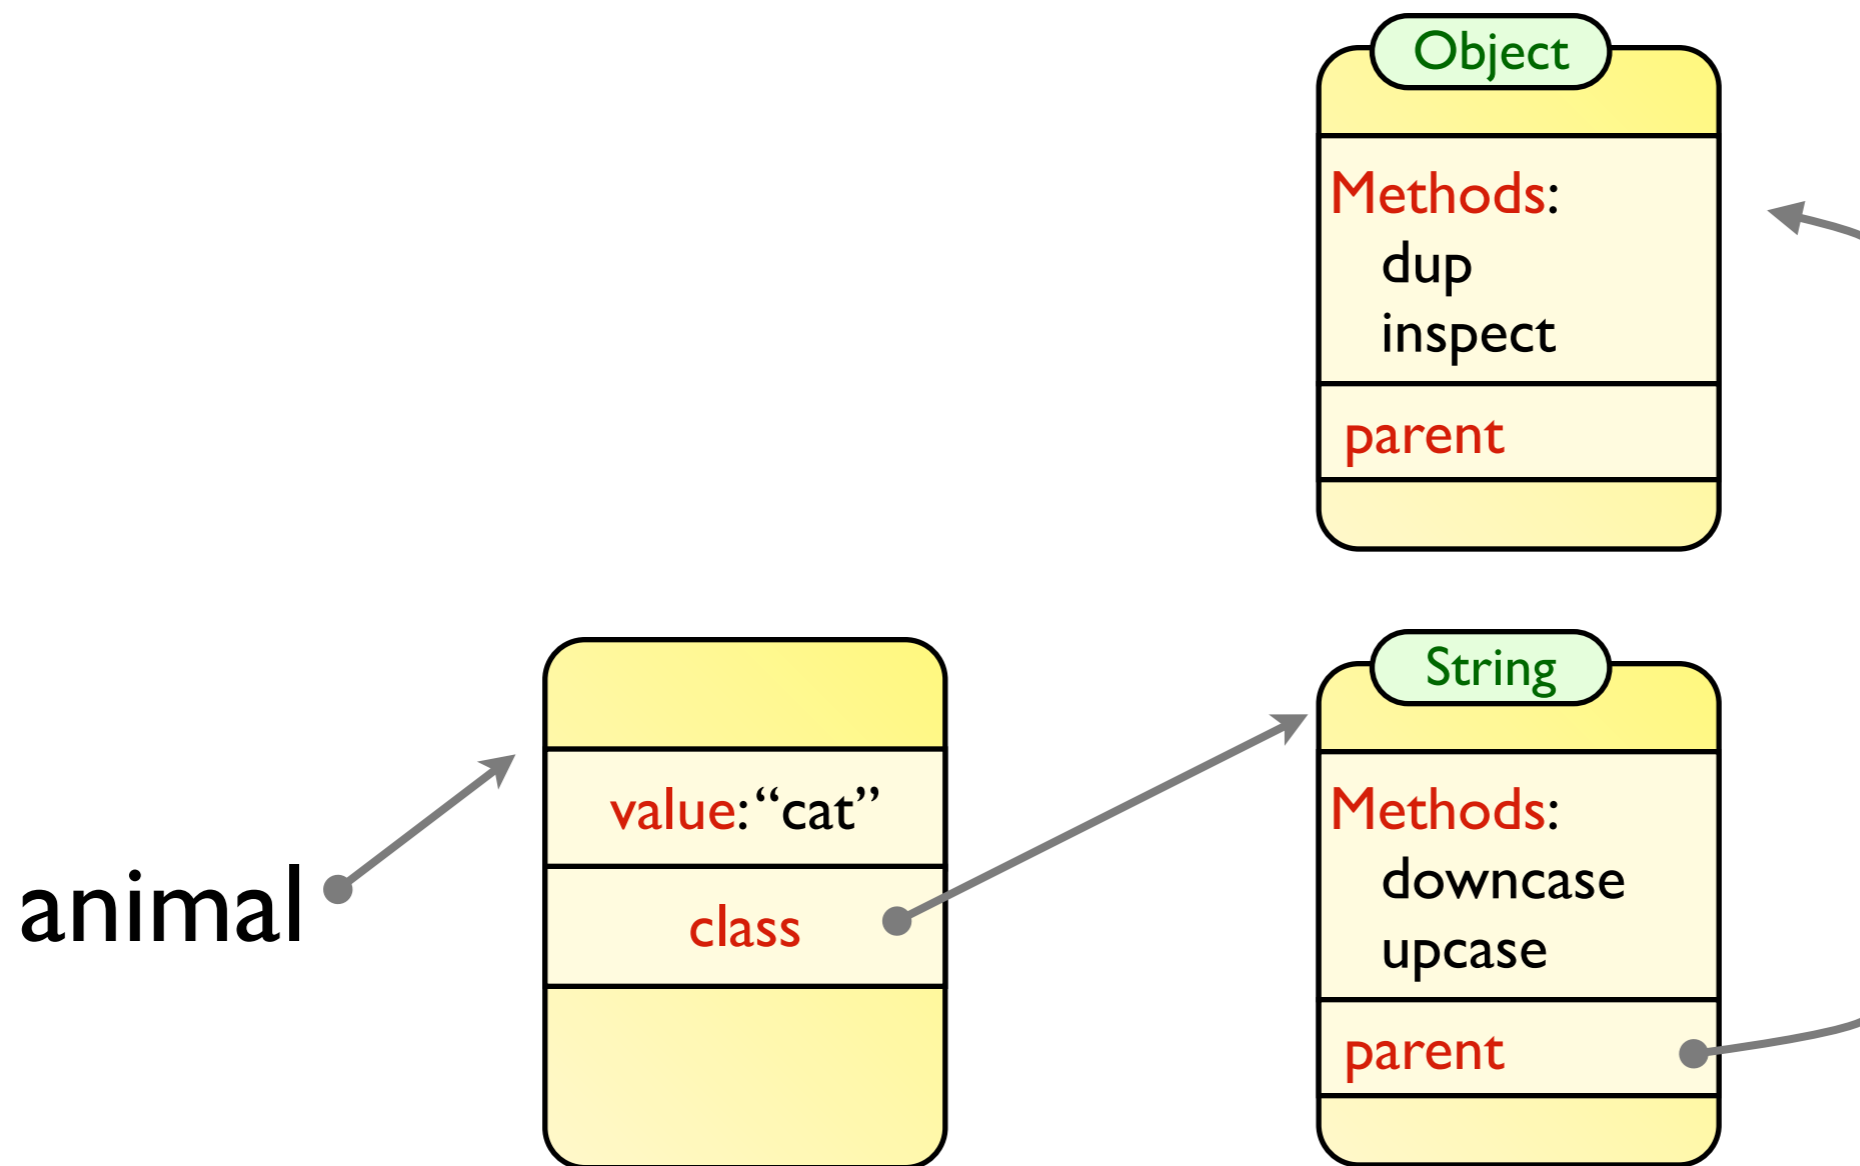 Object
Methods:
dup
inspect
parent
animal
value: “cat”
class
String
Methods:
downcase
upcase
parent